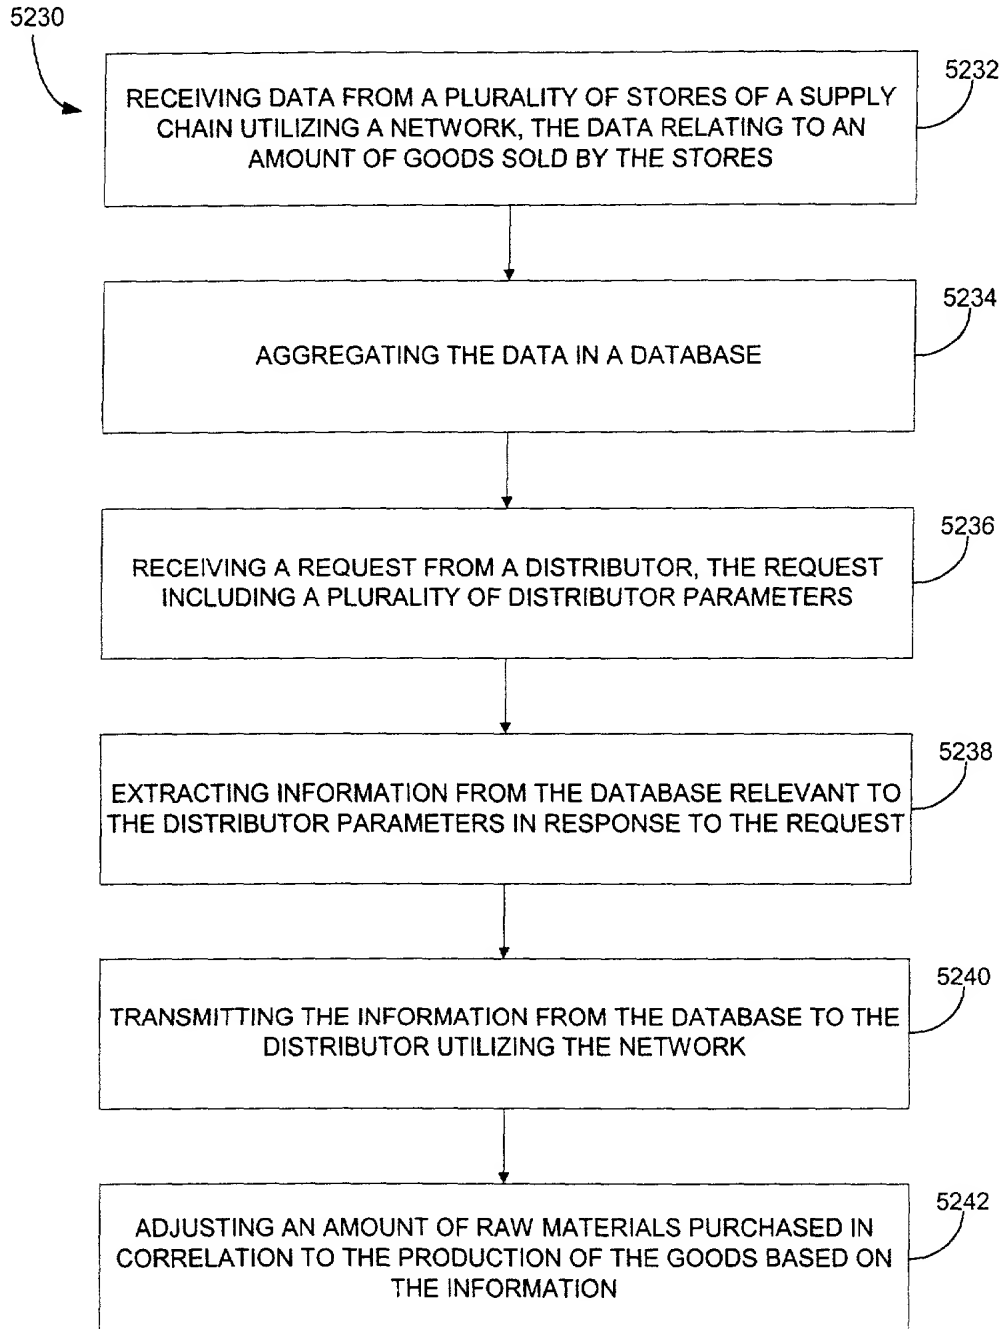 5230
5232
RECEIVING DATA FROM A PLURALITY OF STORES OF A SUPPLY
CHAIN UTILIZING A NETWORK, THE DATA RELATING TO AN
AMOUNT OF GOODS SOLD BY THE STORES
5234
AGGREGATING THE DATA IN A DATABASE
5236
RECEIVING A REQUEST FROM A DISTRIBUTOR, THE REQUEST
INCLUDING A PLURALITY OF DISTRIBUTOR PARAMETERS
5238
EXTRACTING INFORMATION FROM THE DATABASE RELEVANT TO
THE DISTRIBUTOR PARAMETERS IN RESPONSE TO THE REQUEST
5240
TRANSMITTING THE INFORMATION FROM THE DATABASE TO THE
DISTRIBUTOR UTILIZING THE NETWORK
5242
ADJUSTING AN AMOUNT OF RAW MATERIALS PURCHASED IN
CORRELATION TO THE PRODUCTION OF THE GOODS BASED ON
THE INFORMATION